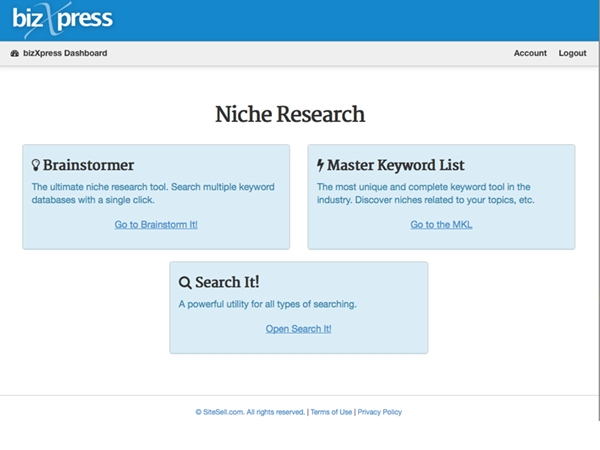 bizXpress
bizXpress Dashboard
Account Logout
Niche Research
Brainstormer
The ultimate niche research tool. Search multiple keyword
databases with a single click.
Go to Brainstorm It!
Master Keyword List
The most unique and complete keyword tool in the
industry. Discover niches related to your topics, etc.
Go to the MKL
Search It!
A powerful utility for all types of searching.
Open Search It!
© SiteSell.com. All rights reserved. | Terms of Use | Privacy Policy